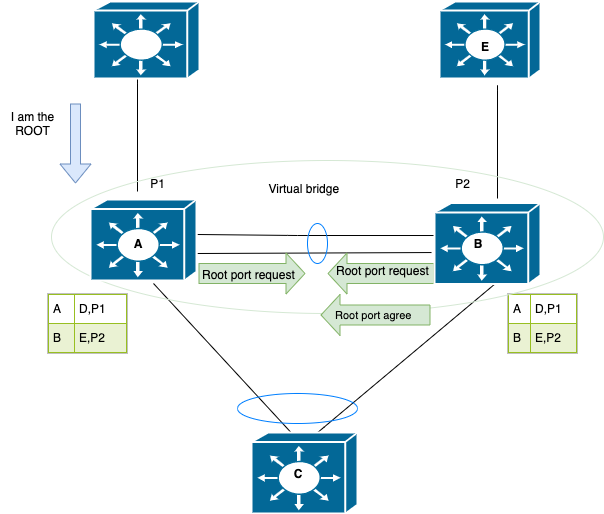 E
I am the
ROOT
P1
P2
Virtual bridge
A
B
Root port request
Root port request
A D,P1
B E,P2
Root port agree
A D,P1
B E,P2
C